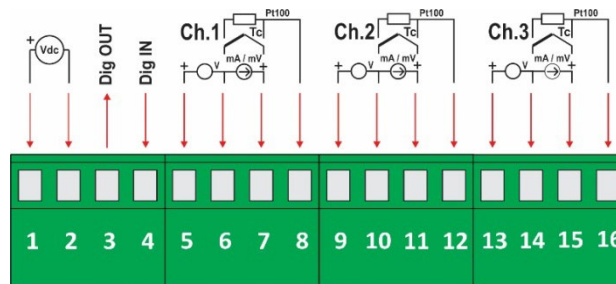 Vdc
+
Dig OUT
Dig IN
Ch.1
Pt100
Tc
mA / mV
+ V +
Ch.2
Pt100
Tc
mA / mV
+ V +
Ch.3
Pt100
Tc
mA / mV
+ V +
1 2 3 4 5 6 7 8 9 10 11 12 13 14 15 16